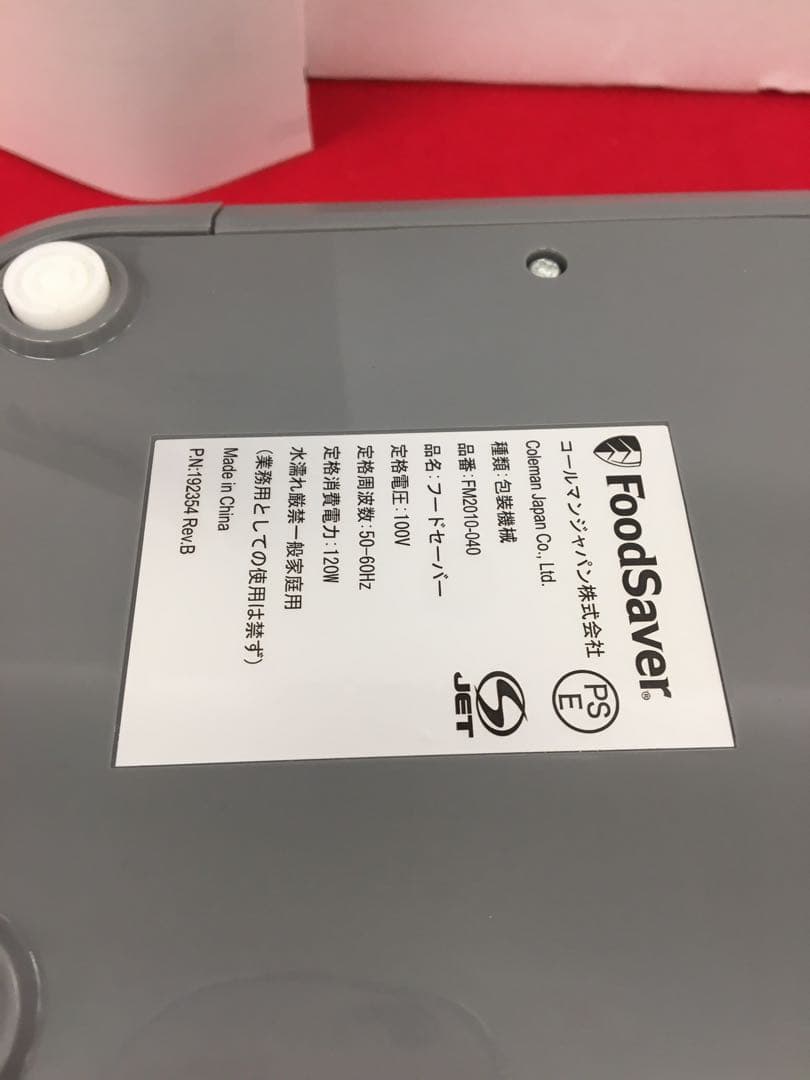 FoodSaver®
コールマンジャパン株式会社
Coleman Japan Co., Ltd.
PS
E
種類:包装機械
品番:FM2010-040
JET
品名:フードセーバー
定格電圧:100V
定格周波数:50-60Hz
定格消費電力:120W
水濡れ厳禁一般家庭用
(業務用としての使用は禁ず)
Made in China
P.N:192354 Rev.B